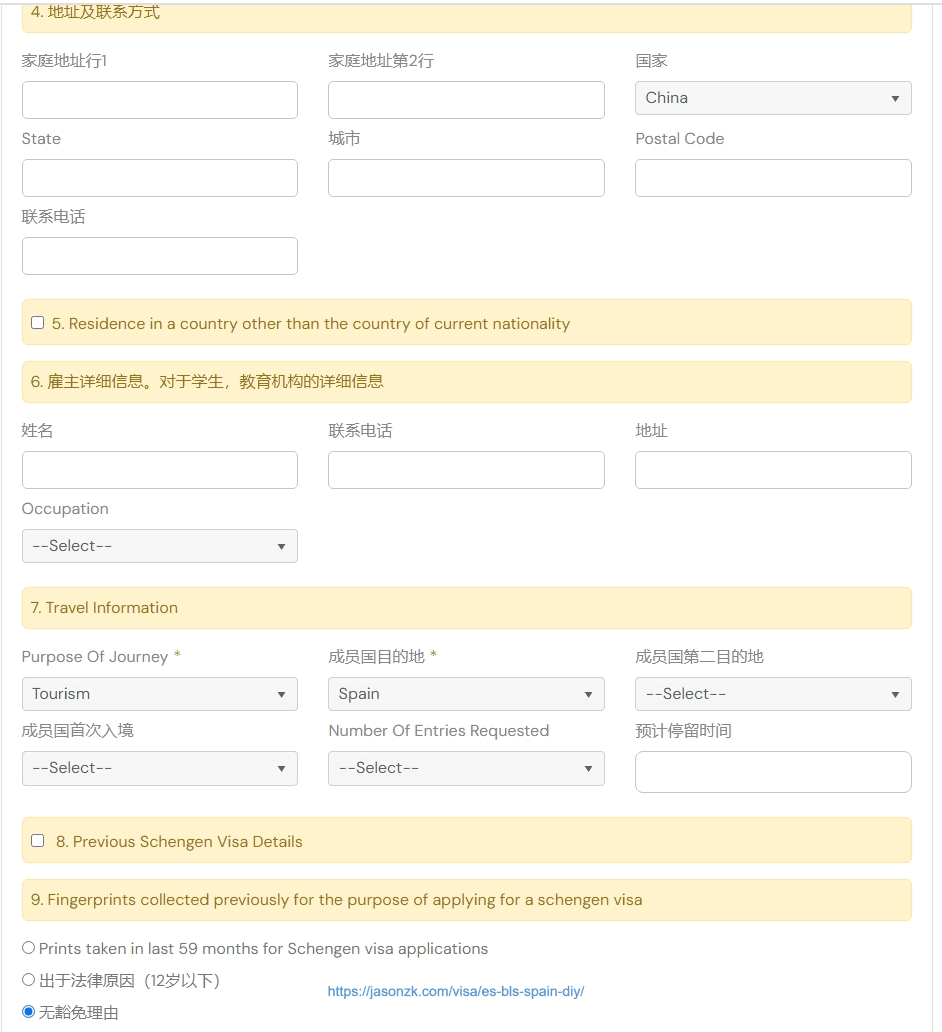 4. 地址及联系方式
家庭地址行1 家庭地址第2行 国家
China
State 城市 Postal Code
联系电话
5. Residence in a country other than the country of current nationality
6. 雇主详细信息。对于学生，教育机构的详细信息
姓名 联系电话 地址
Occupation
--Select--
7. Travel Information
Purpose Of Journey * 成员国目的地 * 成员国第二目的地
Tourism Spain --Select--
成员国首次入境 Number Of Entries Requested 预计停留时间
--Select-- --Select--
8. Previous Schengen Visa Details
9. Fingerprints collected previously for the purpose of applying for a schengen visa
Prints taken in last 59 months for Schengen visa applications
出于法律原因（12岁以下）
https://jasonzk.com/visa/es-bls-spain-diy/
无豁免理由